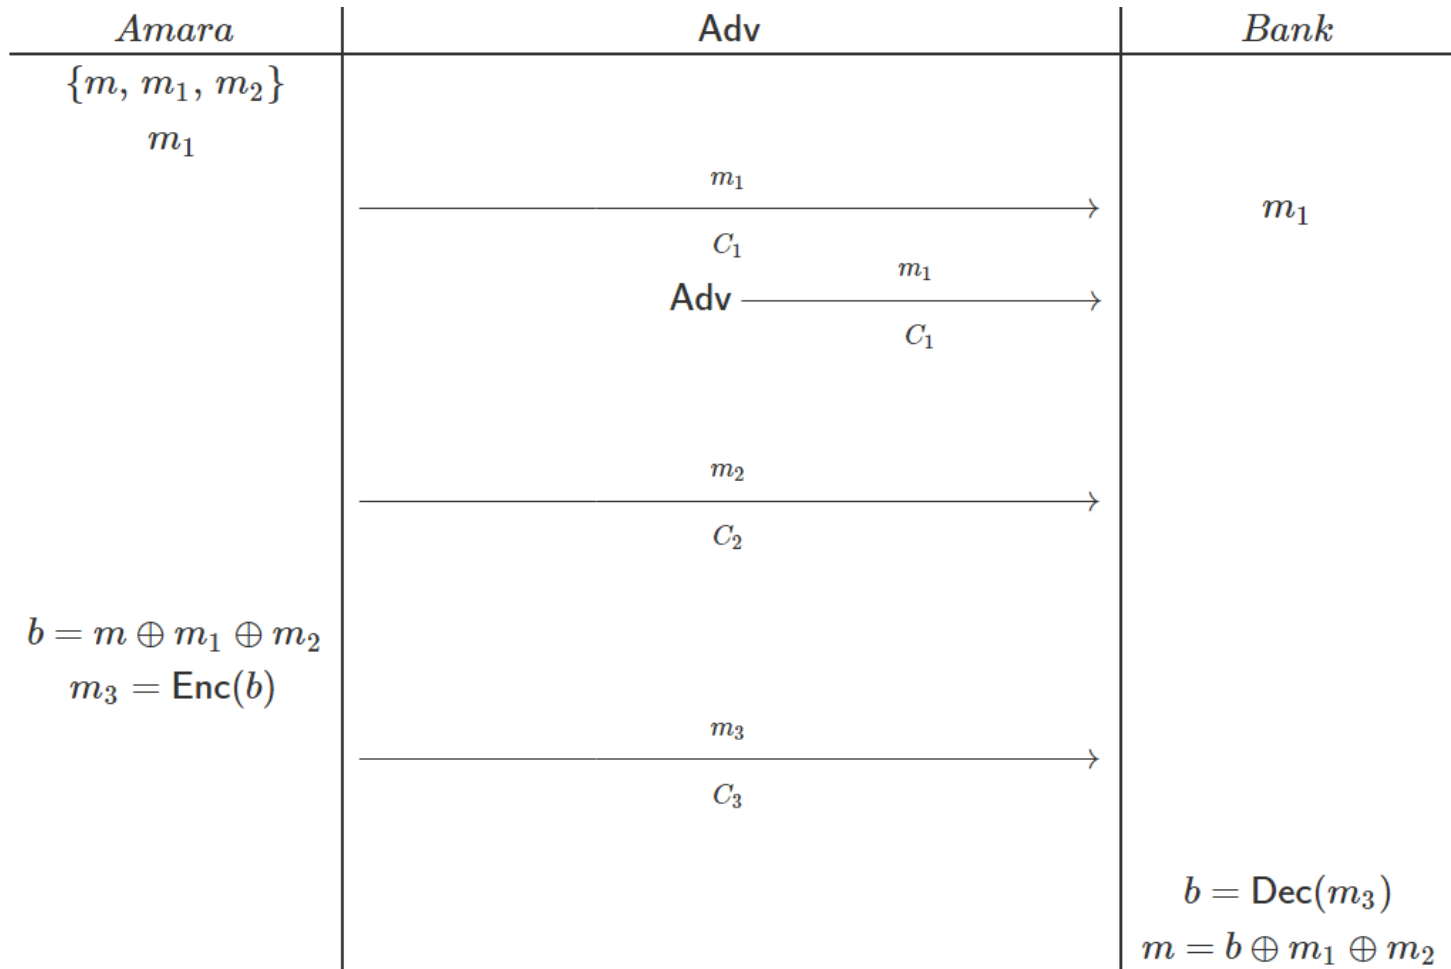 Amara Adv Bank
{m, m₁, m₂}
m₁
m₁
m₁
C₁
m₁
Adv
C₁
m₂
C₂
b = m ⊕ m₁ ⊕ m₂
m₃ = Enc(b)
m₃
C₃
b = Dec(m₃)
m = b ⊕ m₁ ⊕ m₂